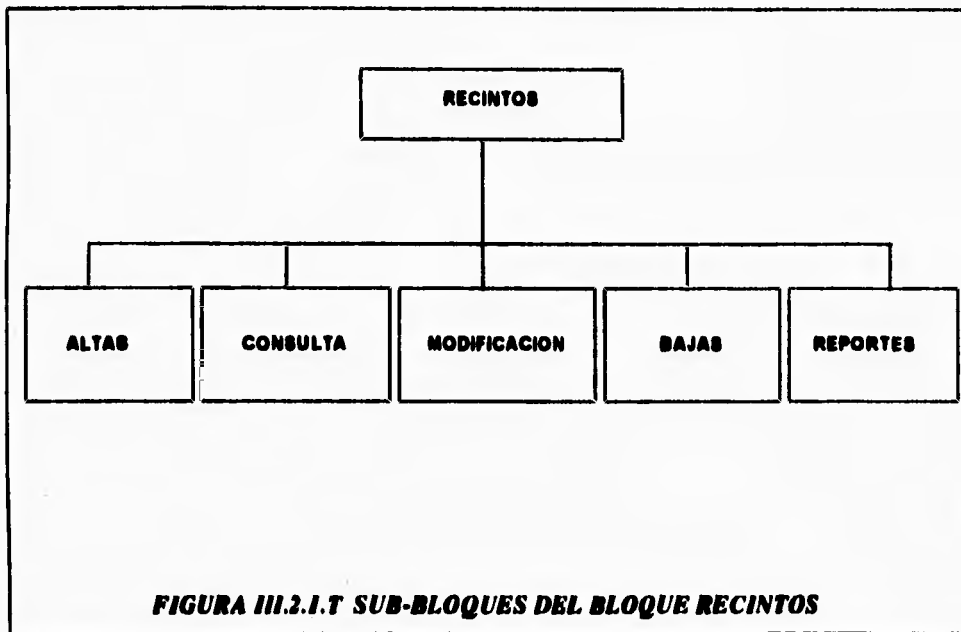 RECINTOS
ALTAS CONSULTA MODIFICACION BAJAS REPORTES
FIGURA III.2.1.T SUB-BLOQUES DEL BLOQUE RECINTOS